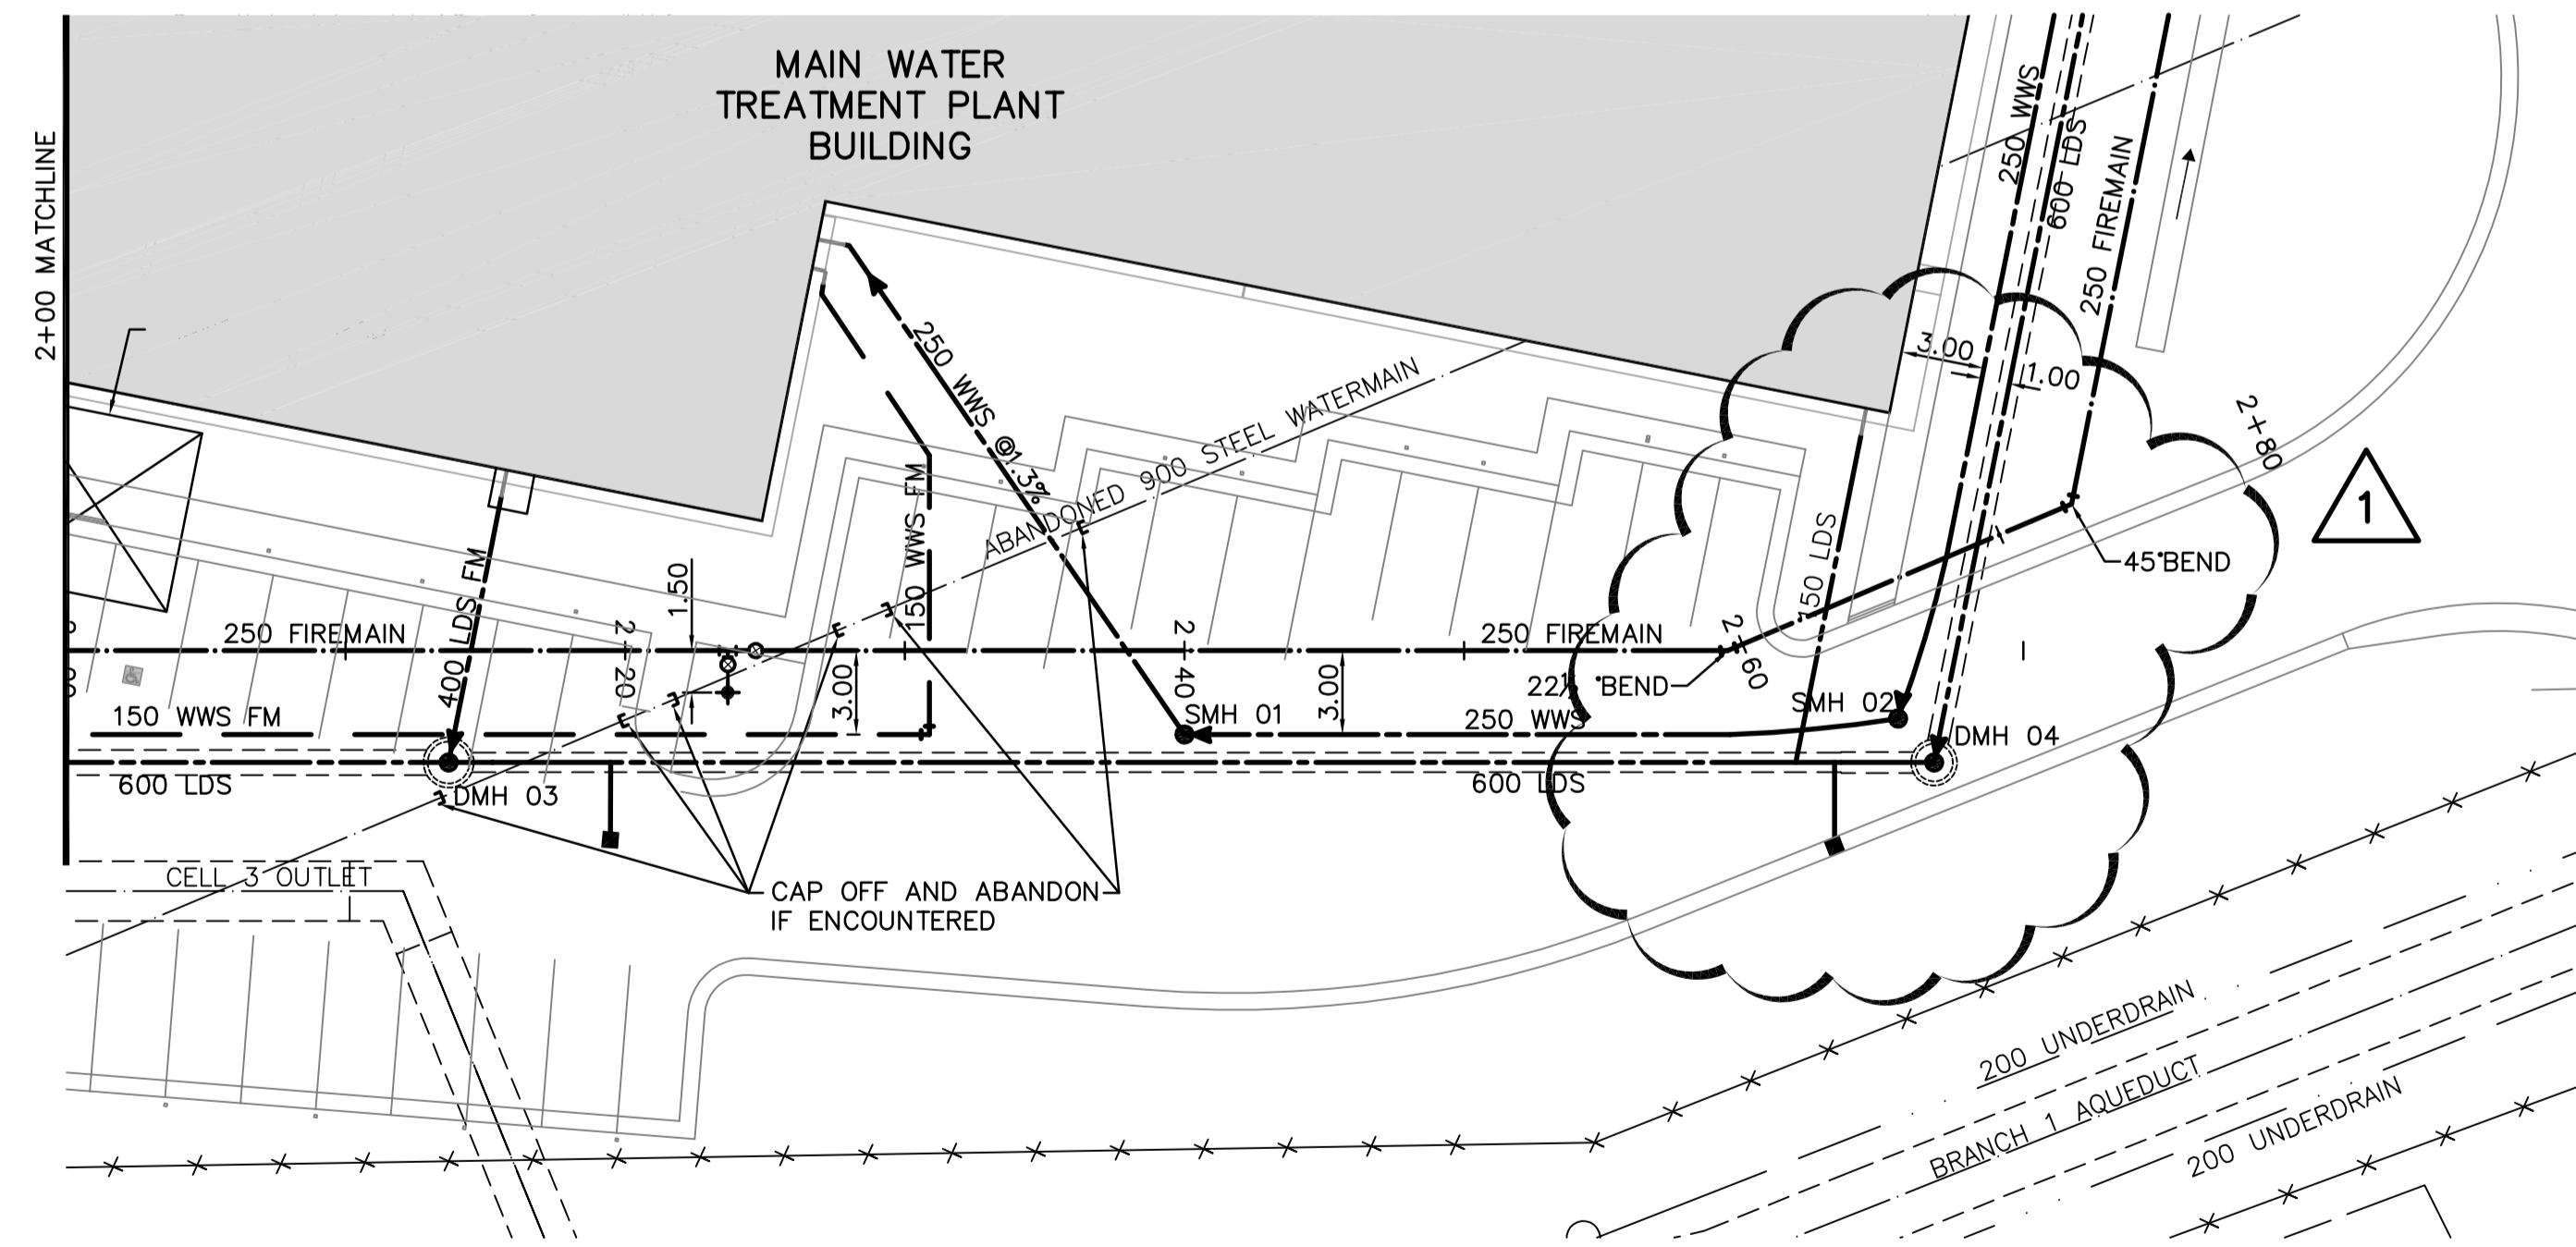 MAIN WATER
TREATMENT PLANT
BUILDING
2+00 MATCHLINE
250 WWS
600 LDS
250 FIREMAIN
3.00
1.00
2+80
1
250 WWS @1.3%
ABANDONED 900 STEEL WATERMAIN
150 WWS FM
400 LDS FM
1.50
150 LDS
45°BEND
250 FIREMAIN
2+20
2+40
250 FIREMAIN
2+60
3.00
3.00
22½°BEND
SMH 02
150 WWS FM
SMH 01
250 WWS
DMH 04
600 LDS
DMH 03
600 LDS
CELL 3 OUTLET
CAP OFF AND ABANDON
IF ENCOUNTERED
200 UNDERDRAIN
BRANCH 1 AQUEDUCT
200 UNDERDRAIN